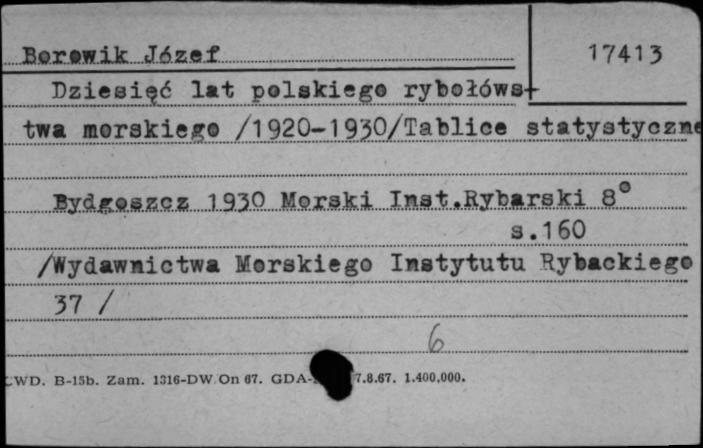 Borowik Józef 17413
Dziesięć lat polskiego rybołóws-
twa morskiego /1920-1930/Tablice statystyczne
Bydgoszcz 1930 Morski Inst.Rybarski 8°
s.160
/Wydawnictwa Morskiego Instytutu Rybackiego
37 /
6
WD. B-15b. Zam. 1316-DW/On 67. GDA- 7.8.67. 1.400.000.